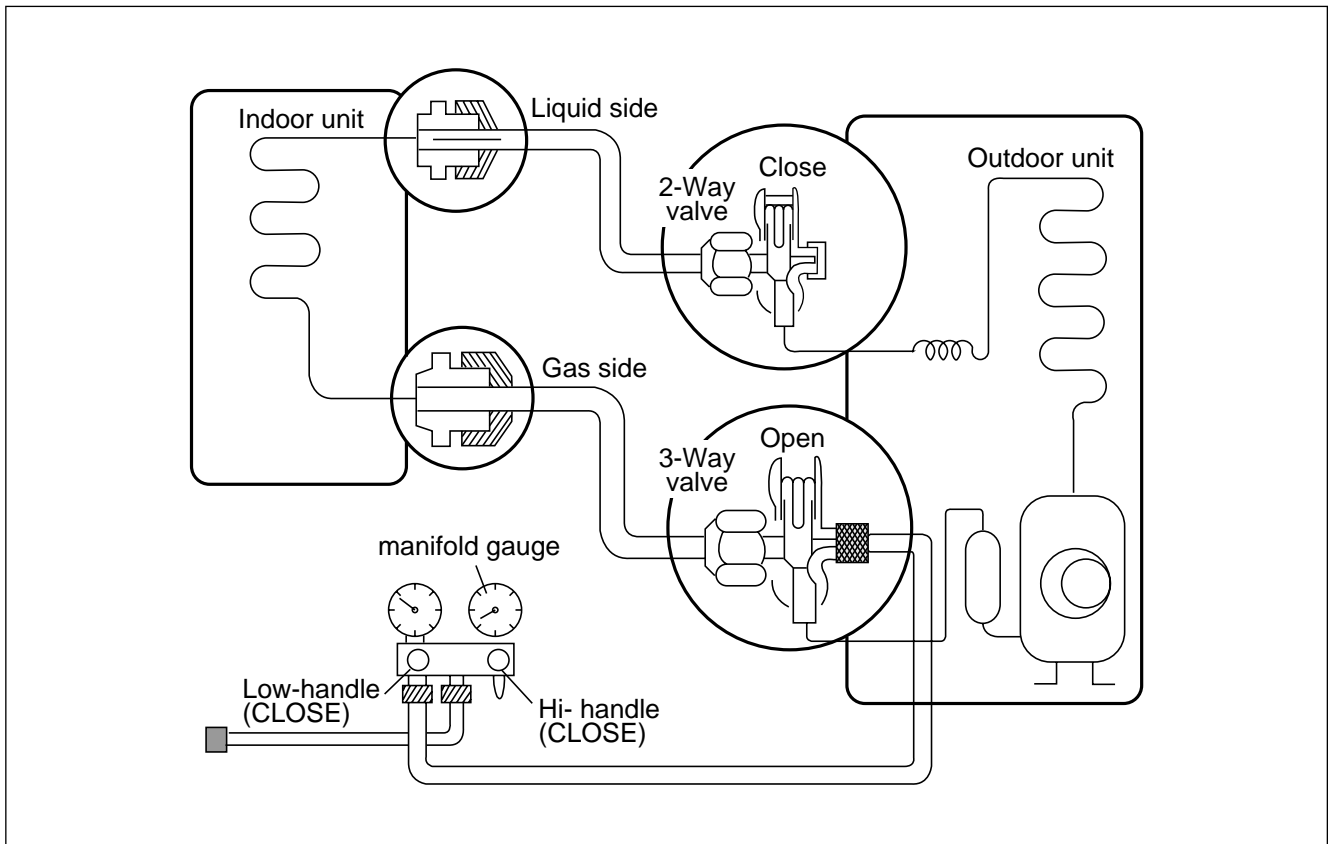 Indoor unit
Liquid side
2-Way
valve
Close
Outdoor unit
Gas side
3-Way
valve
Open
manifold gauge
Low-handle
(CLOSE)
Hi- handle
(CLOSE)